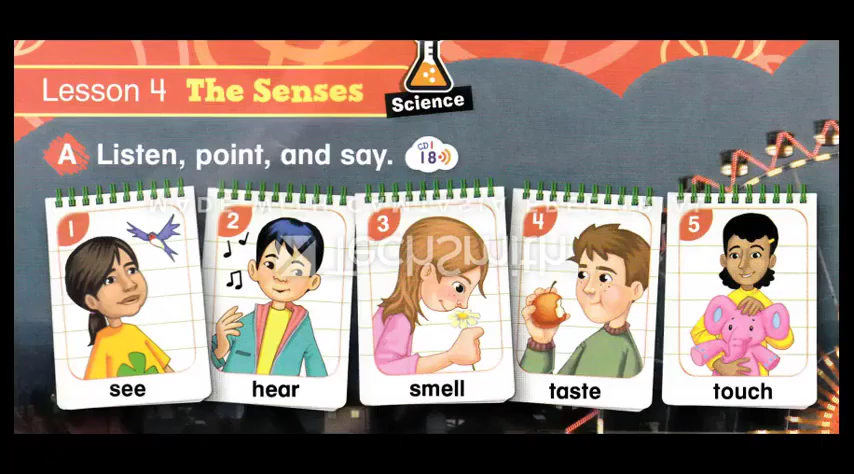 Lesson 4 The Senses
Science
A Listen, point, and say.
CD1
18
1
2
3
4
5
see
hear
smell
taste
touch